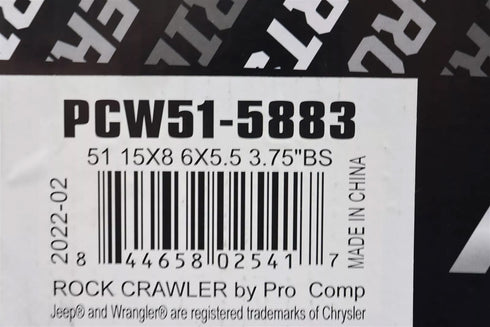 PCW51-5883
51 15X8 6X5.5 3.75"BS
2022-02
8 44658 02541 7
MADE IN CHINA
ROCK CRAWLER by Pro Comp
Jeep® and Wrangler® are registered trademarks of Chrysler